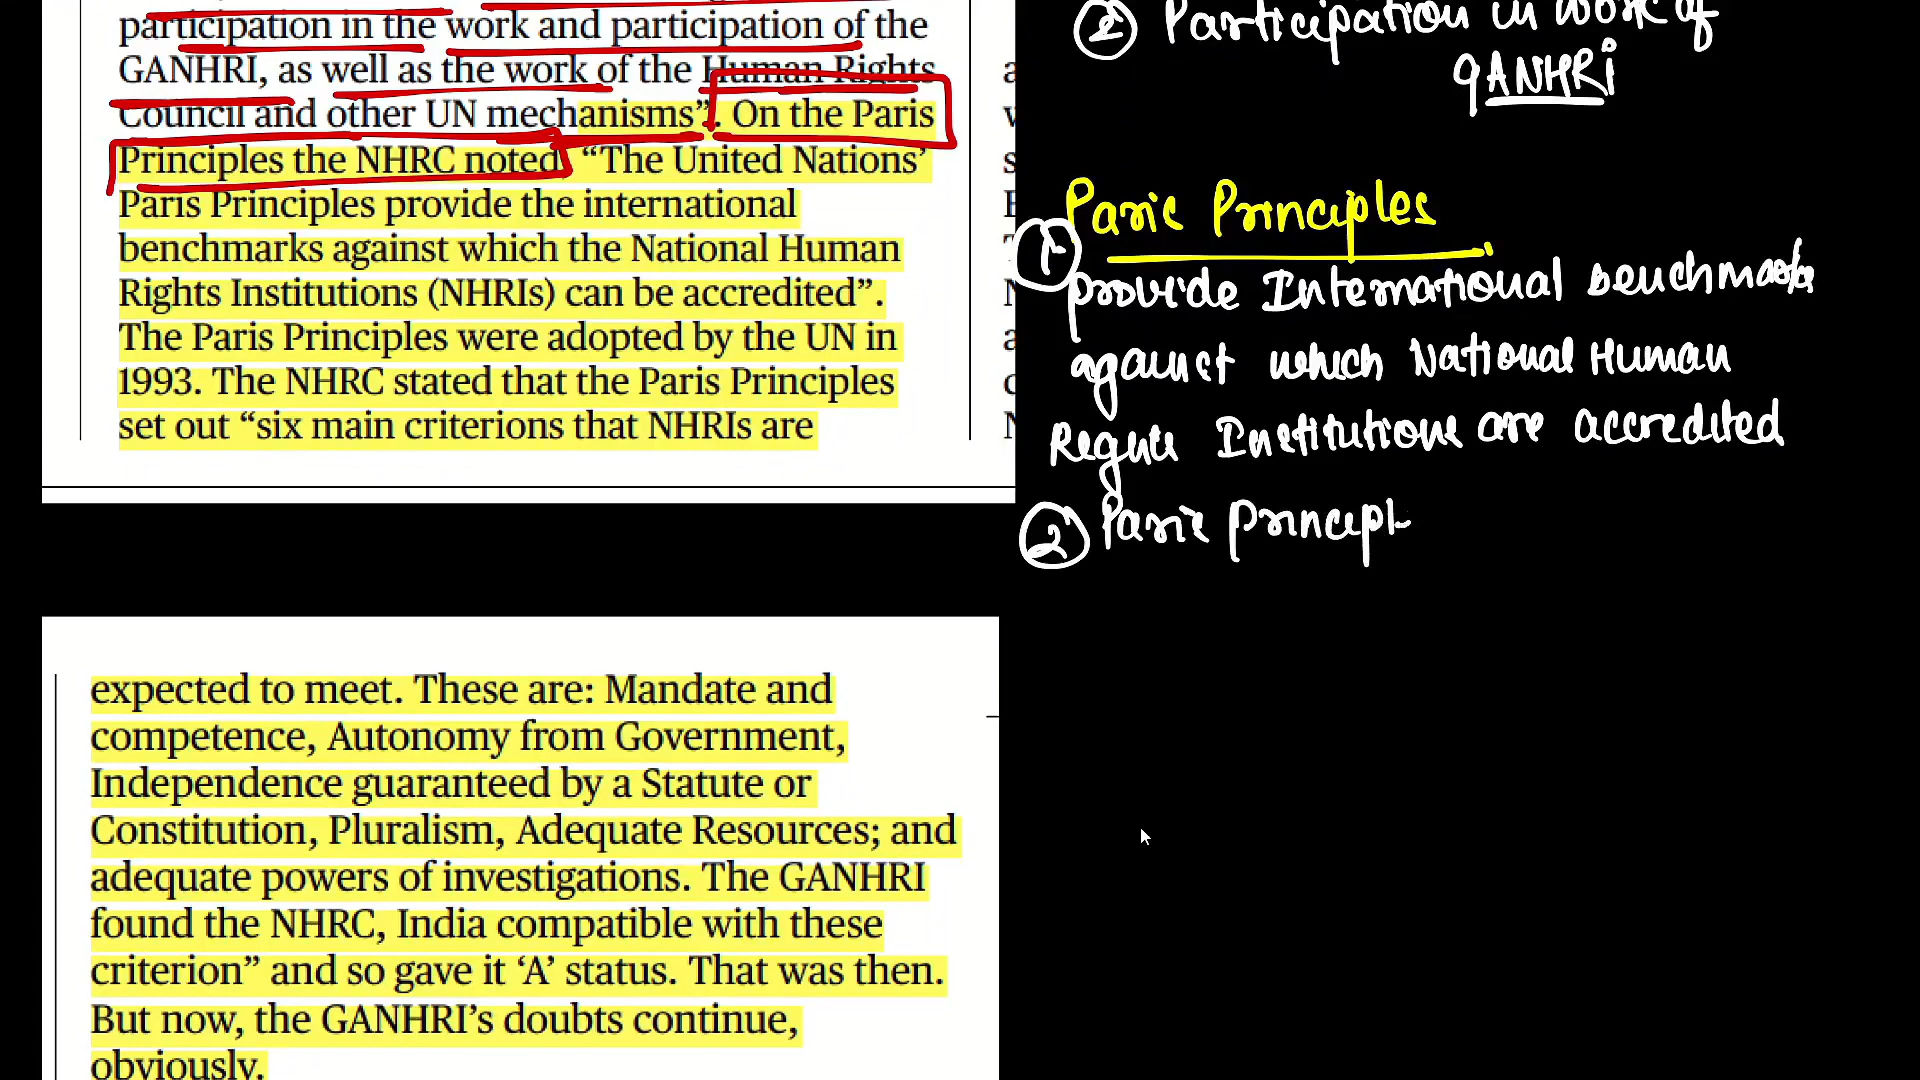 participation in the work and participation of the
GANHRI, as well as the work of the Human Rights
Council and other UN mechanisms”. On the Paris
Principles the NHRC noted “The United Nations’
Paris Principles provide the international
benchmarks against which the National Human
Rights Institutions (NHRIs) can be accredited”.
The Paris Principles were adopted by the UN in
1993. The NHRC stated that the Paris Principles
set out “six main criterions that NHRIs are
expected to meet. These are: Mandate and
competence, Autonomy from Government,
Independence guaranteed by a Statute or
Constitution, Pluralism, Adequate Resources; and
adequate powers of investigations. The GANHRI
found the NHRC, India compatible with these
criterion” and so gave it ‘A’ status. That was then.
But now, the GANHRI’s doubts continue,
obviously.
② Participation in work of
GANHRI
Paris Principles
① provide International benchmarks
against which National Human
Rights Institutions are accredited
② Paris Principl